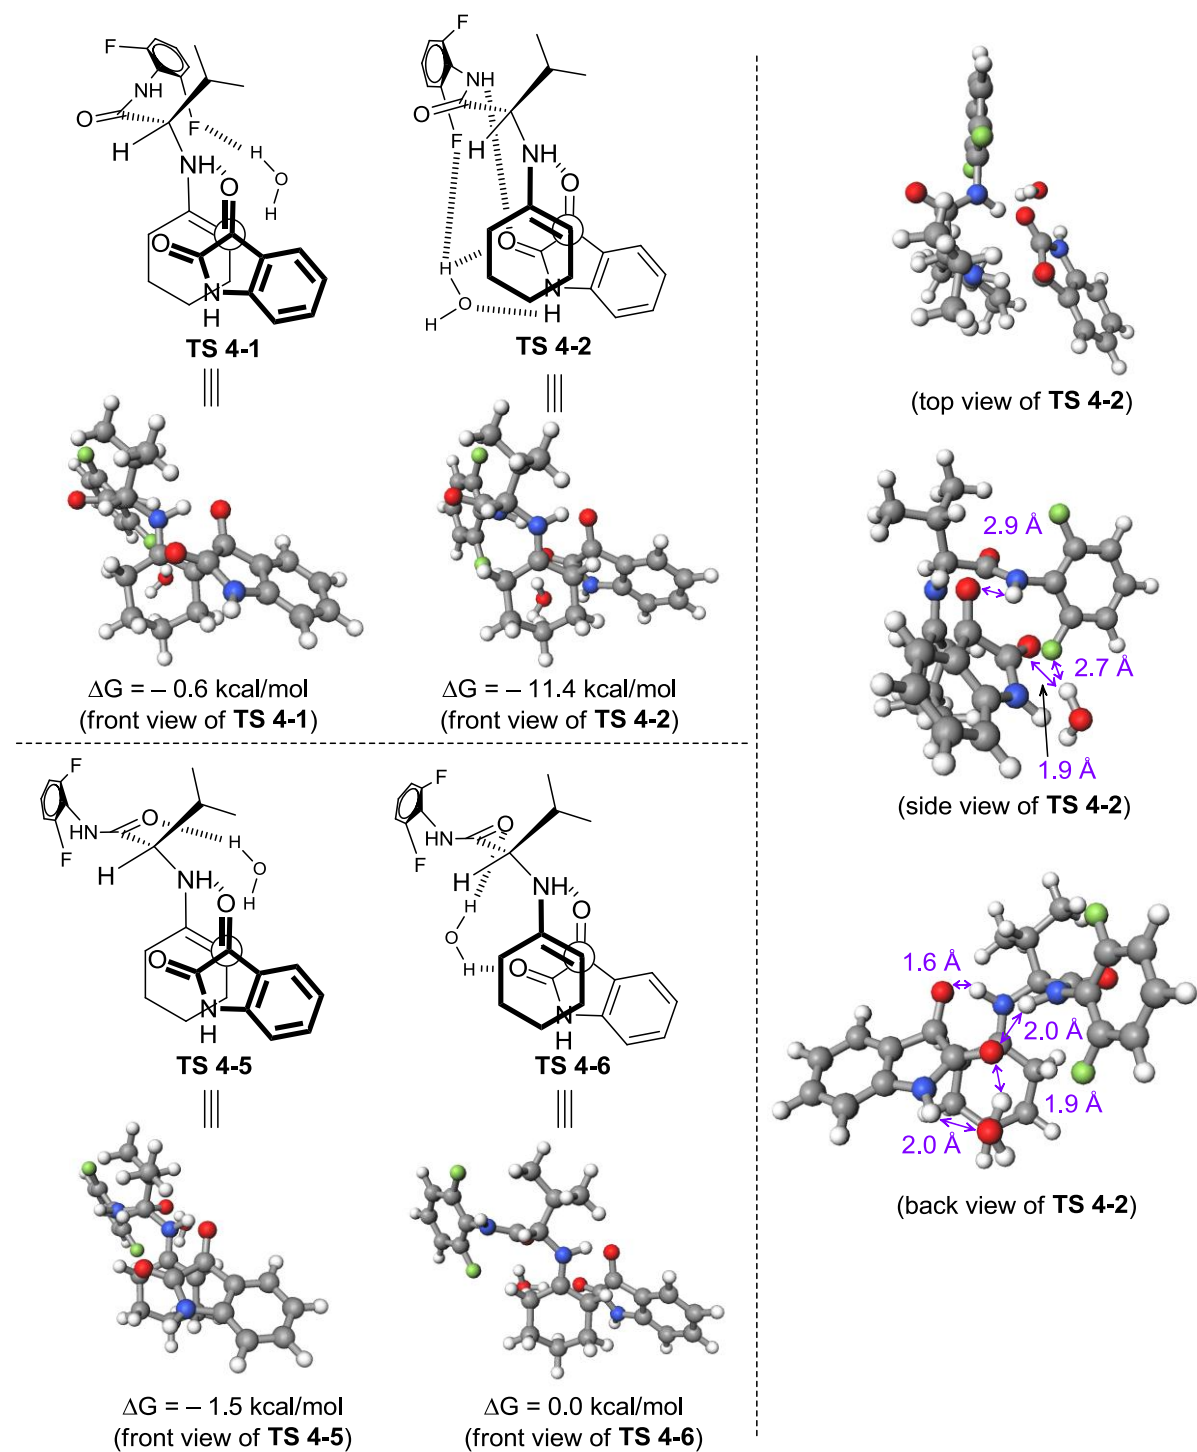 F
F
NH
O
H
NH
F
H
O
H
O
O
N
H
TS 4-1
F
NH
O
F
H
NH
O
O
H
H
O
N
H
TS 4-2
ΔG = – 0.6 kcal/mol
(front view of TS 4-1)
ΔG = – 11.4 kcal/mol
(front view of TS 4-2)
F
O
HN
F
H
NH
H
O
H
O
O
N
H
TS 4-5
F
O
HN
F
H
NH
H
O
H
O
O
N
H
TS 4-6
ΔG = – 1.5 kcal/mol
(front view of TS 4-5)
ΔG = 0.0 kcal/mol
(front view of TS 4-6)
(top view of TS 4-2)
2.9 Å
2.7 Å
1.9 Å
(side view of TS 4-2)
1.6 Å
2.0 Å
1.9 Å
2.0 Å
(back view of TS 4-2)